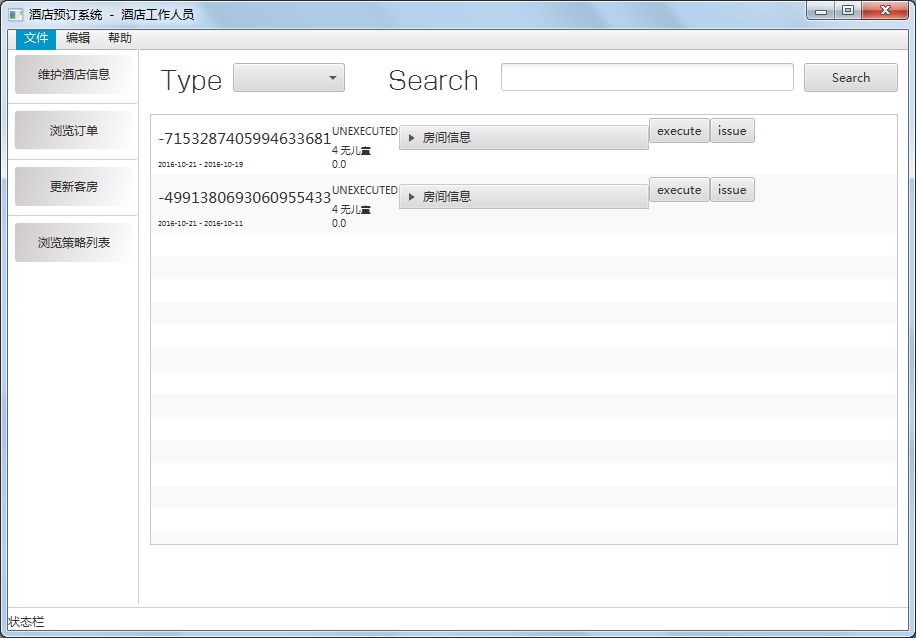 酒店预订系统 - 酒店工作人员
文件 编辑 帮助
维护酒店信息
浏览订单
更新客房
浏览策略列表
Type Search Search
-7153287405994633681 UNEXECUTED 房间信息 execute issue
4 无儿童
2016-10-21 - 2016-10-19 0.0
-4991380693060955433 UNEXECUTED 房间信息 execute issue
4 无儿童
2016-10-21 - 2016-10-11 0.0
状态栏